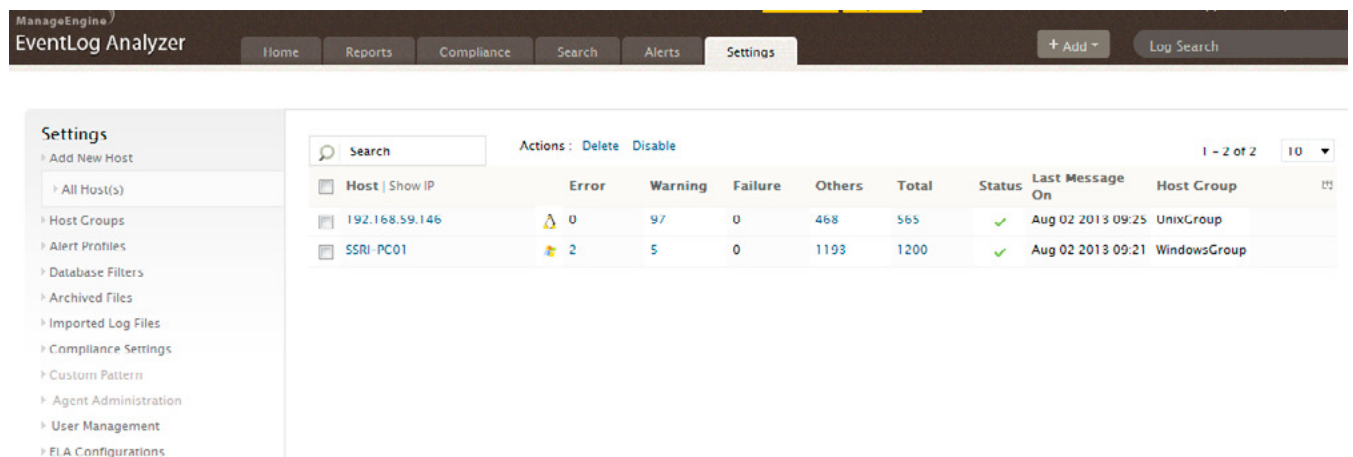 ManageEngine
EventLog Analyzer
Home Reports Compliance Search Alerts Settings
+ Add
Log Search
Settings
Add New Host
All Host(s)
Host Groups
Alert Profiles
Database Filters
Archived Files
Imported Log Files
Compliance Settings
Custom Pattern
Agent Administration
User Management
ELA Configurations
Search Actions : Delete Disable 1 - 2 of 2 10
Host | Show IP Error Warning Failure Others Total Status Last Message On Host Group
192.168.59.146 0 97 0 468 565 Aug 02 2013 09:25 UnixGroup
SSRI-PC01 2 5 0 1193 1200 Aug 02 2013 09:21 WindowsGroup